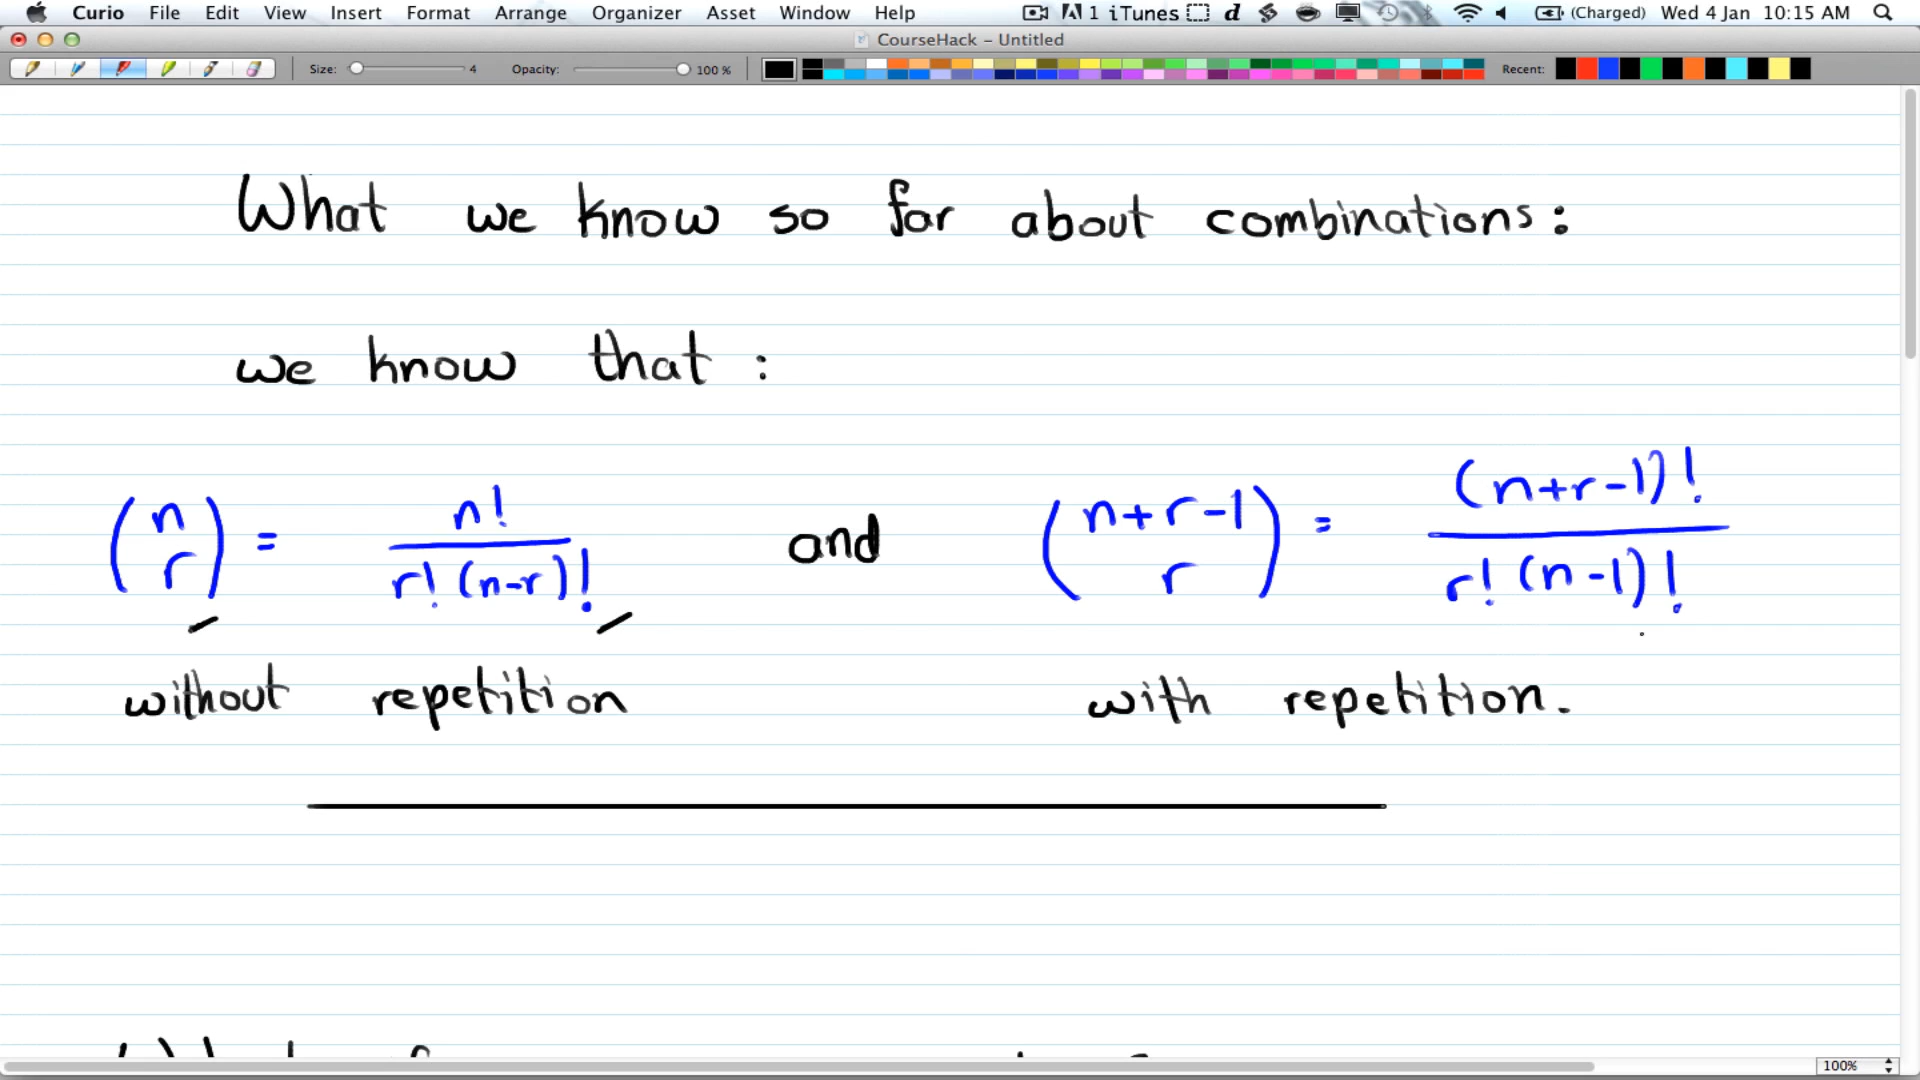 Curio File Edit View Insert Format Arrange Organizer Asset Window Help 1 iTunes d (Charged) Wed 4 Jan 10:15 AM
CourseHack – Untitled
Size: 4 Opacity: 100 % Recent:
What we know so far about combinations:
we know that :
(n r) = n! / r! (n-r)! and (n+r-1 r) = (n+r-1)! / r! (n-1)!
without repetition with repetition.
100%